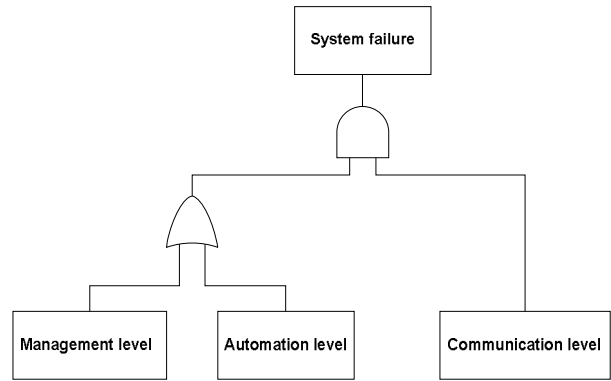 System failure
Management level
Automation level
Communication level